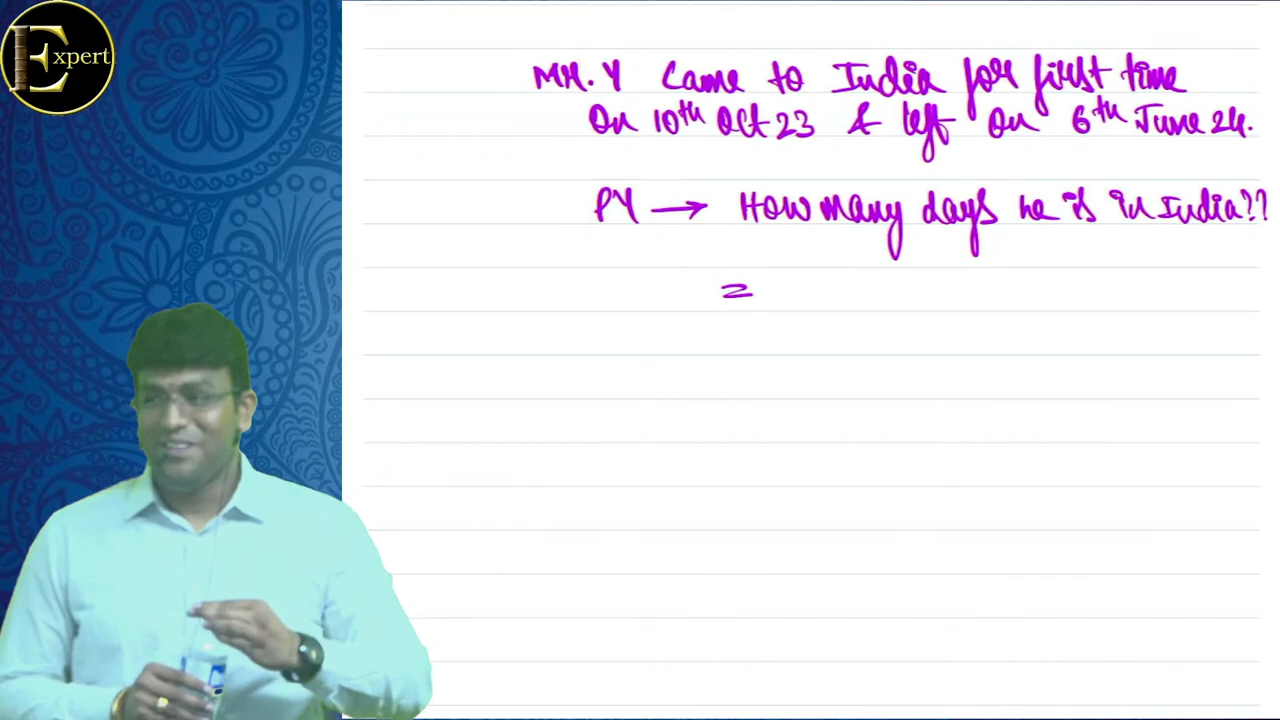 Expert
MR. Y Came to India for first time
On 10th Oct 23 & left on 6th June 24.
PY → How many days he is in India??
=